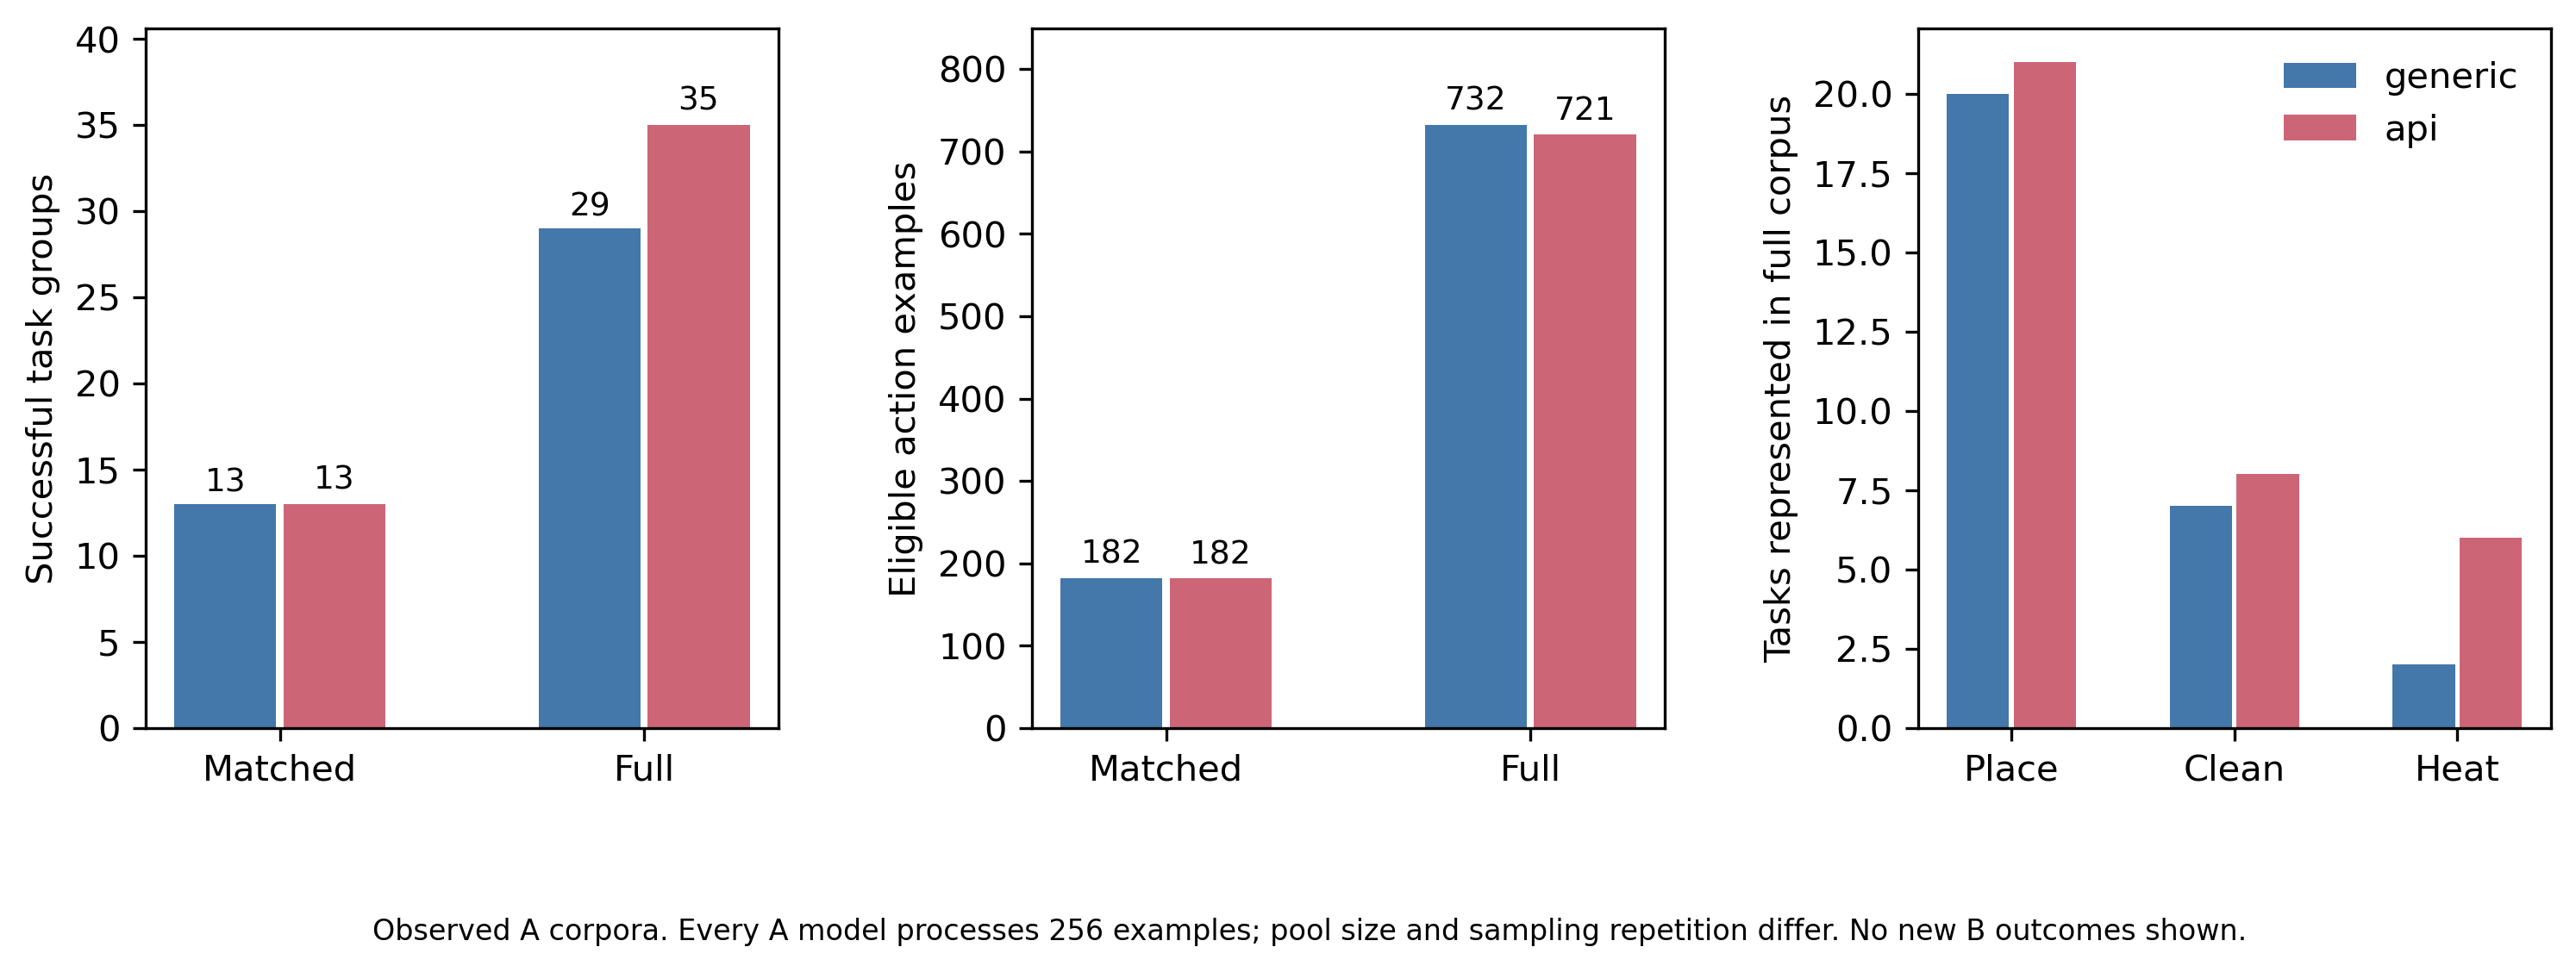 Successful task groups
40
35
30
25
20
15
10
5
0
13
13
29
35
Matched
Full
Eligible action examples
800
700
600
500
400
300
200
100
0
182
182
732
721
Matched
Full
Tasks represented in full corpus
20.0
17.5
15.0
12.5
10.0
7.5
5.0
2.5
0.0
generic
api
Place
Clean
Heat
Observed A corpora. Every A model processes 256 examples; pool size and sampling repetition differ. No new B outcomes shown.